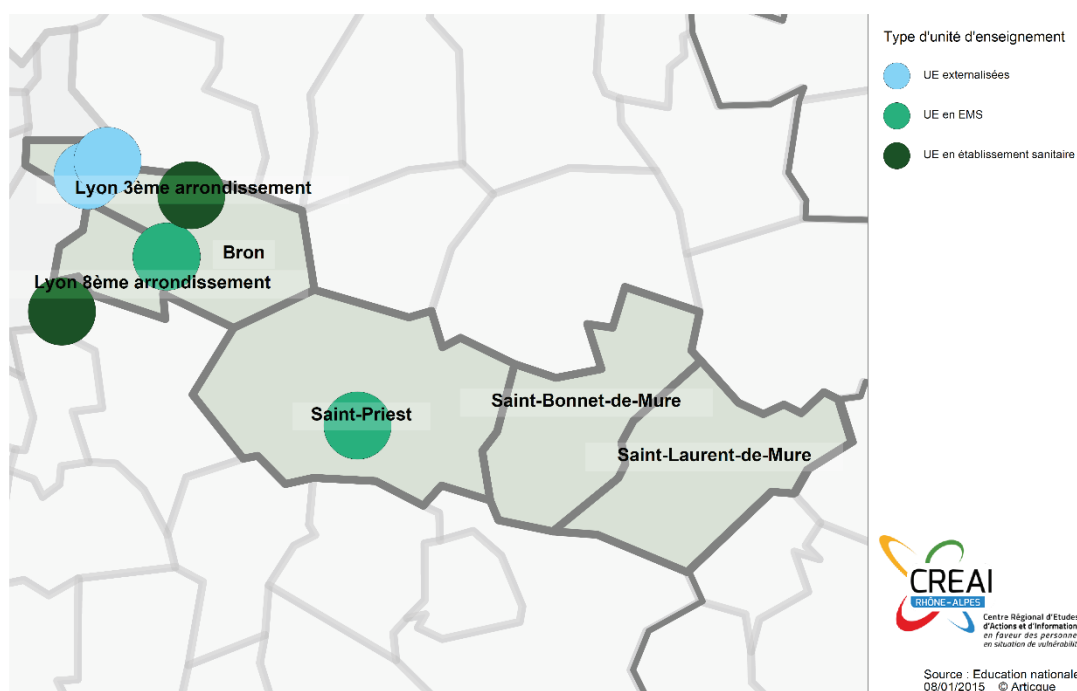 Type d'unité d'enseignement
UE externalisées
UE en EMS
UE en établissement sanitaire
Lyon 3ème arrondissement
Bron
Lyon 8ème arrondissement
Saint-Priest
Saint-Bonnet-de-Mure
Saint-Laurent-de-Mure
CREAI
RHÔNE-ALPES
Centre Régional d'Etudes
d'Actions et d'Information
en faveur des personne
en situation de vulnérabilit
Source : Education nationale
08/01/2015 © Articque